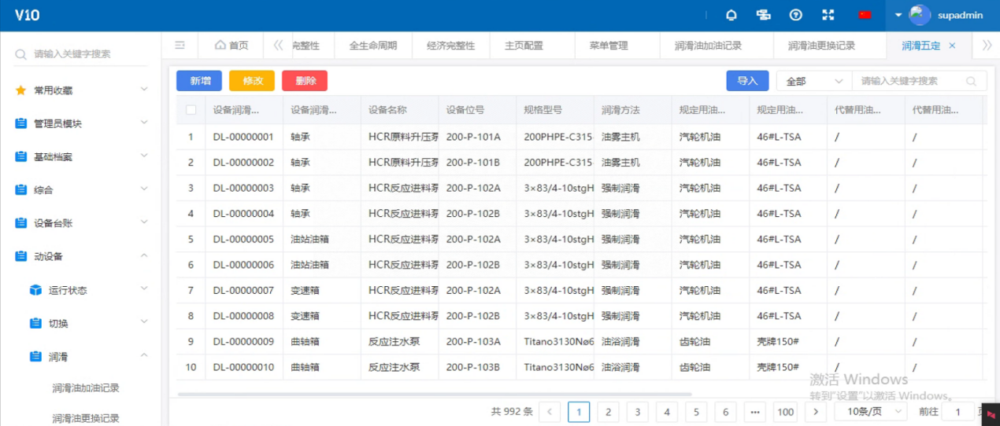 V10 supadmin
请输入关键字搜索
常用收藏
管理员模块
基础档案
综合
设备台账
动设备
运行状态
切换
润滑
润滑油加油记录
润滑油更换记录
首页 完整性 全生命周期 经济完整性 主页配置 菜单管理 润滑油加油记录 润滑油更换记录 润滑五定
新增 修改 删除 导入 全部 请输入关键字搜索
设备润滑... 设备润滑... 设备名称 设备位号 规格型号 润滑方法 规定用油... 规定用油... 代替用油... 代替用油...
1 DL-00000001 轴承 HCR原料升压泵 200-P-101A 200PHPE-C315- 油雾主机 汽轮机油 46#L-TSA / /
2 DL-00000002 轴承 HCR原料升压泵 200-P-101B 200PHPE-C315- 油雾主机 汽轮机油 46#L-TSA / /
3 DL-00000003 轴承 HCR反应进料泵 200-P-102A 3×83/4-10stgH 强制润滑 汽轮机油 46#L-TSA / /
4 DL-00000004 轴承 HCR反应进料泵 200-P-102B 3×83/4-10stgH 强制润滑 汽轮机油 46#L-TSA / /
5 DL-00000005 油站油箱 HCR反应进料泵 200-P-102A 3×83/4-10stgH 强制润滑 汽轮机油 46#L-TSA / /
6 DL-00000006 油站油箱 HCR反应进料泵 200-P-102B 3×83/4-10stgH 强制润滑 汽轮机油 46#L-TSA / /
7 DL-00000007 变速箱 HCR反应进料泵 200-P-102A 3×83/4-10stgH 强制润滑 汽轮机油 46#L-TSA / /
8 DL-00000008 变速箱 HCR反应进料泵 200-P-102B 3×83/4-10stgH 强制润滑 汽轮机油 46#L-TSA / /
9 DL-00000009 曲轴箱 反应注水泵 200-P-103A Titano3130Nø6 油浴润滑 齿轮油 壳牌150# / /
10 DL-00000010 曲轴箱 反应注水泵 200-P-103B Titano3130Nø6 油浴润滑 齿轮油 壳牌150# / /
激活 Windows
转到"设置"以激活 Windows。
共 992 条 1 2 3 4 5 6 ••• 100 10条/页 前往 1